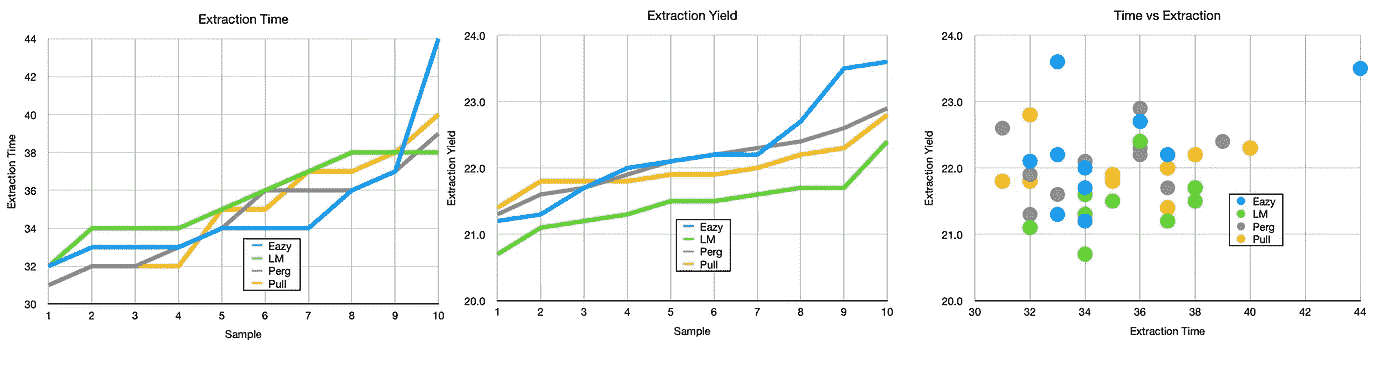 Extraction Time
44
42
40
38
36
34
32
30
Extraction Time
1 2 3 4 5 6 7 8 9 10
Sample
Eazy
LM
Perg
Pull
Extraction Yield
24.0
23.0
22.0
21.0
20.0
Extraction Yield
1 2 3 4 5 6 7 8 9 10
Sample
Eazy
LM
Perg
Pull
Time vs Extraction
24.0
23.0
22.0
21.0
20.0
Extraction Yield
30 32 34 36 38 40 42 44
Extraction Time
Eazy
LM
Perg
Pull